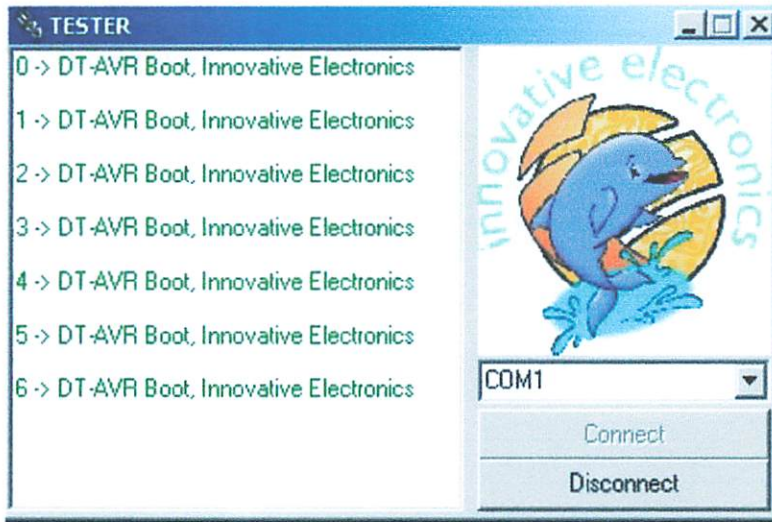 TESTER
0 -> DT-AVR Boot, Innovative Electronics
1 -> DT-AVR Boot, Innovative Electronics
2 -> DT-AVR Boot, Innovative Electronics
3 -> DT-AVR Boot, Innovative Electronics
4 -> DT-AVR Boot, Innovative Electronics
5 -> DT-AVR Boot, Innovative Electronics
6 -> DT-AVR Boot, Innovative Electronics
innovative electronics
COM1
Connect
Disconnect